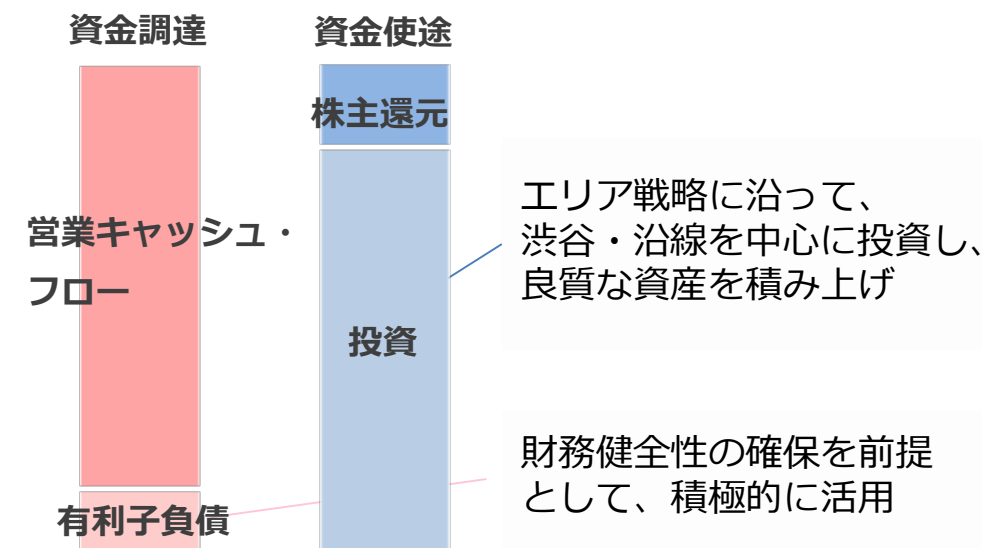 資金調達
資金使途
株主還元
営業キャッシュ・
フロー
投資
有利子負債
エリア戦略に沿って、
渋谷・沿線を中心に投資し、
良質な資産を積み上げ
財務健全性の確保を前提
として、積極的に活用